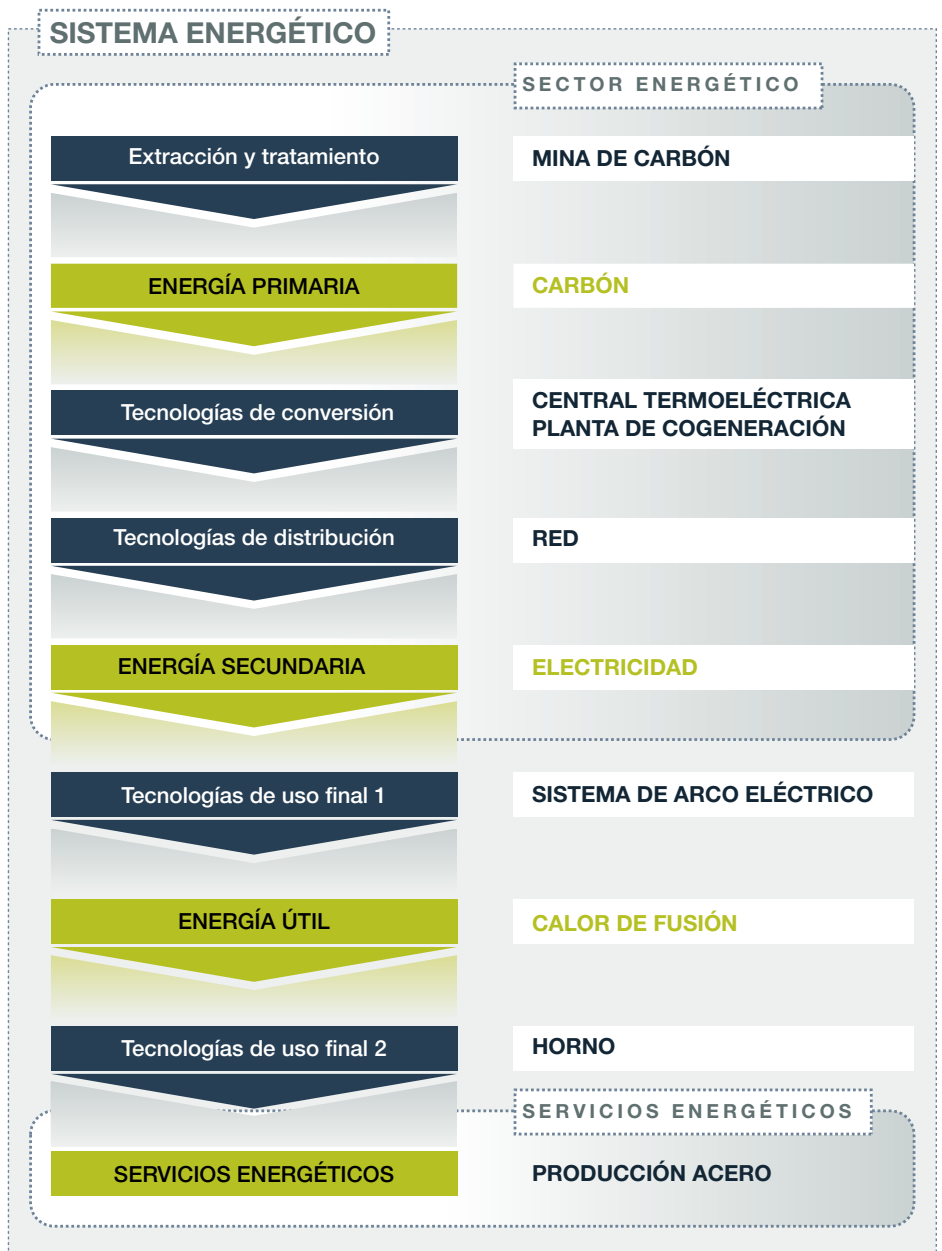 SISTEMA ENERGÉTICO
SECTOR ENERGÉTICO
Extracción y tratamiento
MINA DE CARBÓN
ENERGÍA PRIMARIA
CARBÓN
Tecnologías de conversión
CENTRAL TERMOELÉCTRICA
PLANTA DE COGENERACIÓN
Tecnologías de distribución
RED
ENERGÍA SECUNDARIA
ELECTRICIDAD
Tecnologías de uso final 1
SISTEMA DE ARCO ELÉCTRICO
ENERGÍA ÚTIL
CALOR DE FUSIÓN
Tecnologías de uso final 2
HORNO
SERVICIOS ENERGÉTICOS
SERVICIOS ENERGÉTICOS
PRODUCCIÓN ACERO